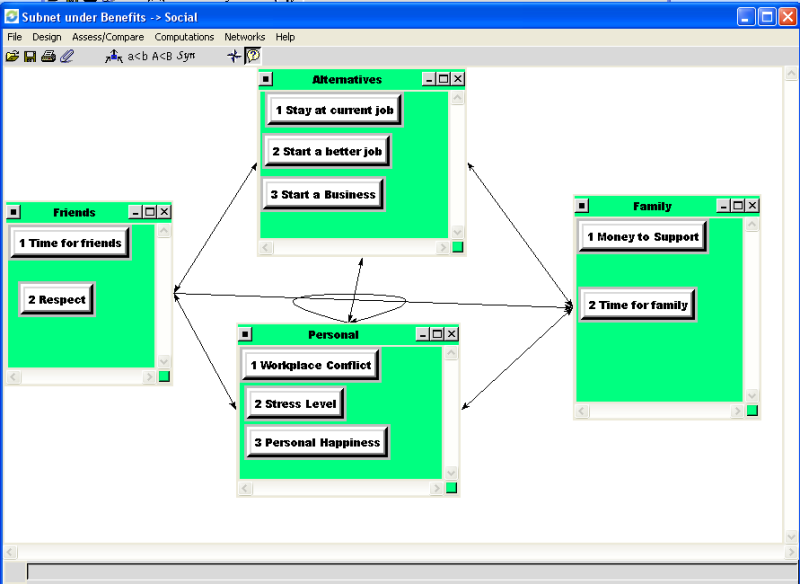 Subnet under Benefits -> Social
File Design Assess/Compare Computations Networks Help
a<b A<B Syn
Alternatives
1 Stay at current job
2 Start a better job
3 Start a Business
Friends
1 Time for friends
2 Respect
Family
1 Money to Support
2 Time for family
Personal
1 Workplace Conflict
2 Stress Level
3 Personal Happiness